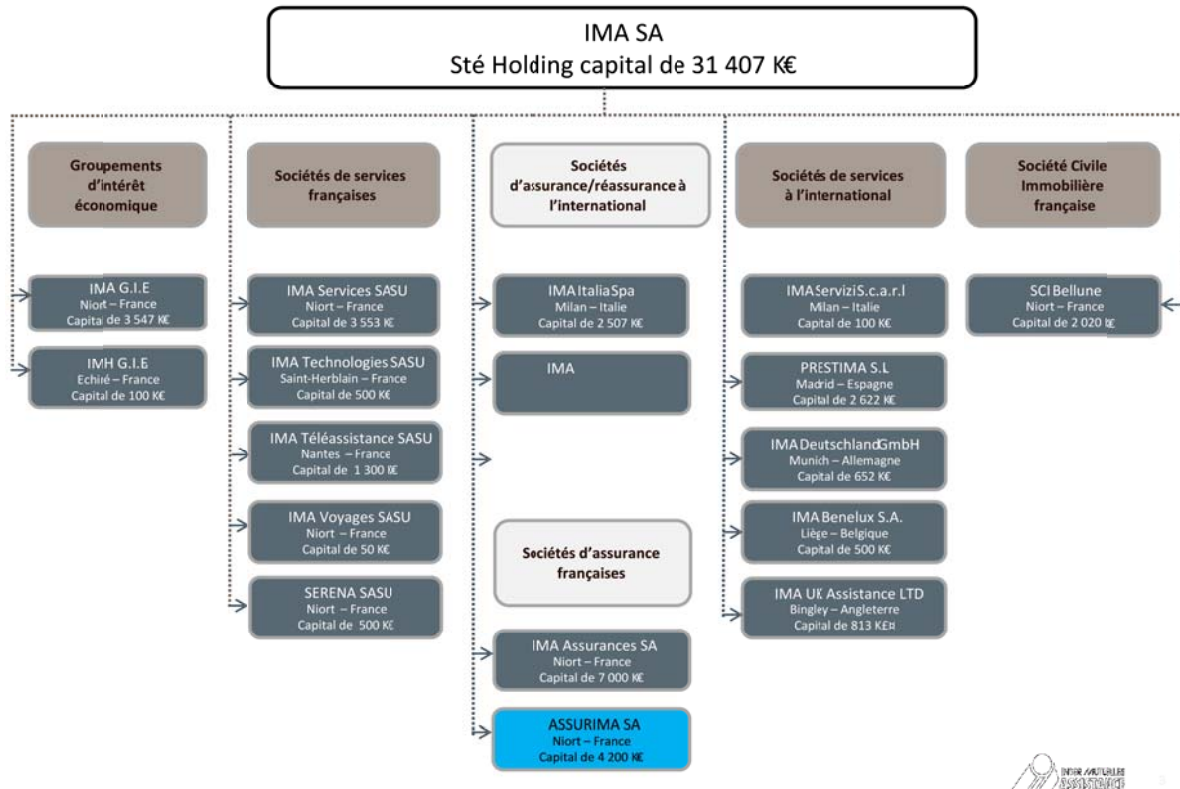 IMA SA
Sté Holding capital de 31 407 K€
Groupements
d'intérêt
économique
IMA G.I.E
Niort – France
Capital de 3 547 K€
IMH G.I.E
Echiré – France
Capital de 100 K€
Sociétés de services
françaises
IMA Services SASU
Niort – France
Capital de 3 553 K€
IMA Technologies SASU
Saint-Herblain – France
Capital de 500 K€
IMA Téléassistance SASU
Nantes – France
Capital de 1 300 K€
IMA Voyages SASU
Niort – France
Capital de 50 K€
SERENA SASU
Niort – France
Capital de 500 K€
Sociétés
d'assurance/réassurance à
l'international
IMA Italia Spa
Milan – Italie
Capital de 2 507 K€
IMA
Sociétés d'assurance
françaises
IMA Assurances SA
Niort – France
Capital de 7 000 K€
ASSURIMA SA
Niort – France
Capital de 4 200 K€
Sociétés de services
à l'international
IMA Servizi S.c.a.r.l
Milan – Italie
Capital de 100 K€
PRESTIMA S.L
Madrid – Espagne
Capital de 2 622 K€
IMA Deutschland GmbH
Munich – Allemagne
Capital de 652 K€
IMA Benelux S.A.
Liège – Belgique
Capital de 500 K€
IMA UK Assistance LTD
Bingley – Angleterre
Capital de 813 K£¤
Société Civile
Immobilière
française
SCI Bellune
Niort – France
Capital de 2 020 k€
INTER MUTUELLES
ASSISTANCE
3